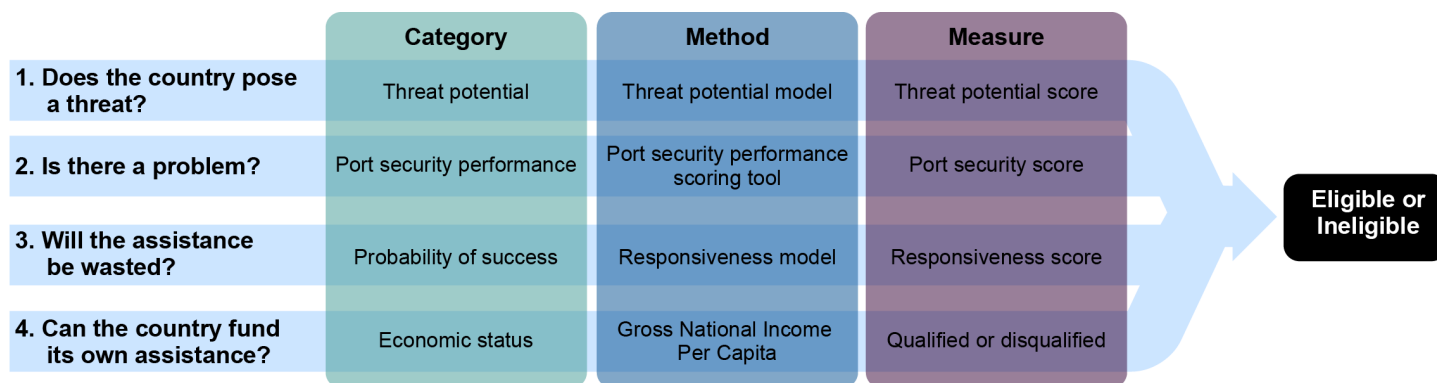 Category
Method
Measure
1. Does the country pose
a threat?
Threat potential
Threat potential model
Threat potential score
2. Is there a problem?
Port security performance
Port security performance
scoring tool
Port security score
3. Will the assistance
be wasted?
Probability of success
Responsiveness model
Responsiveness score
4. Can the country fund
its own assistance?
Economic status
Gross National Income
Per Capita
Qualified or disqualified
Eligible or
Ineligible